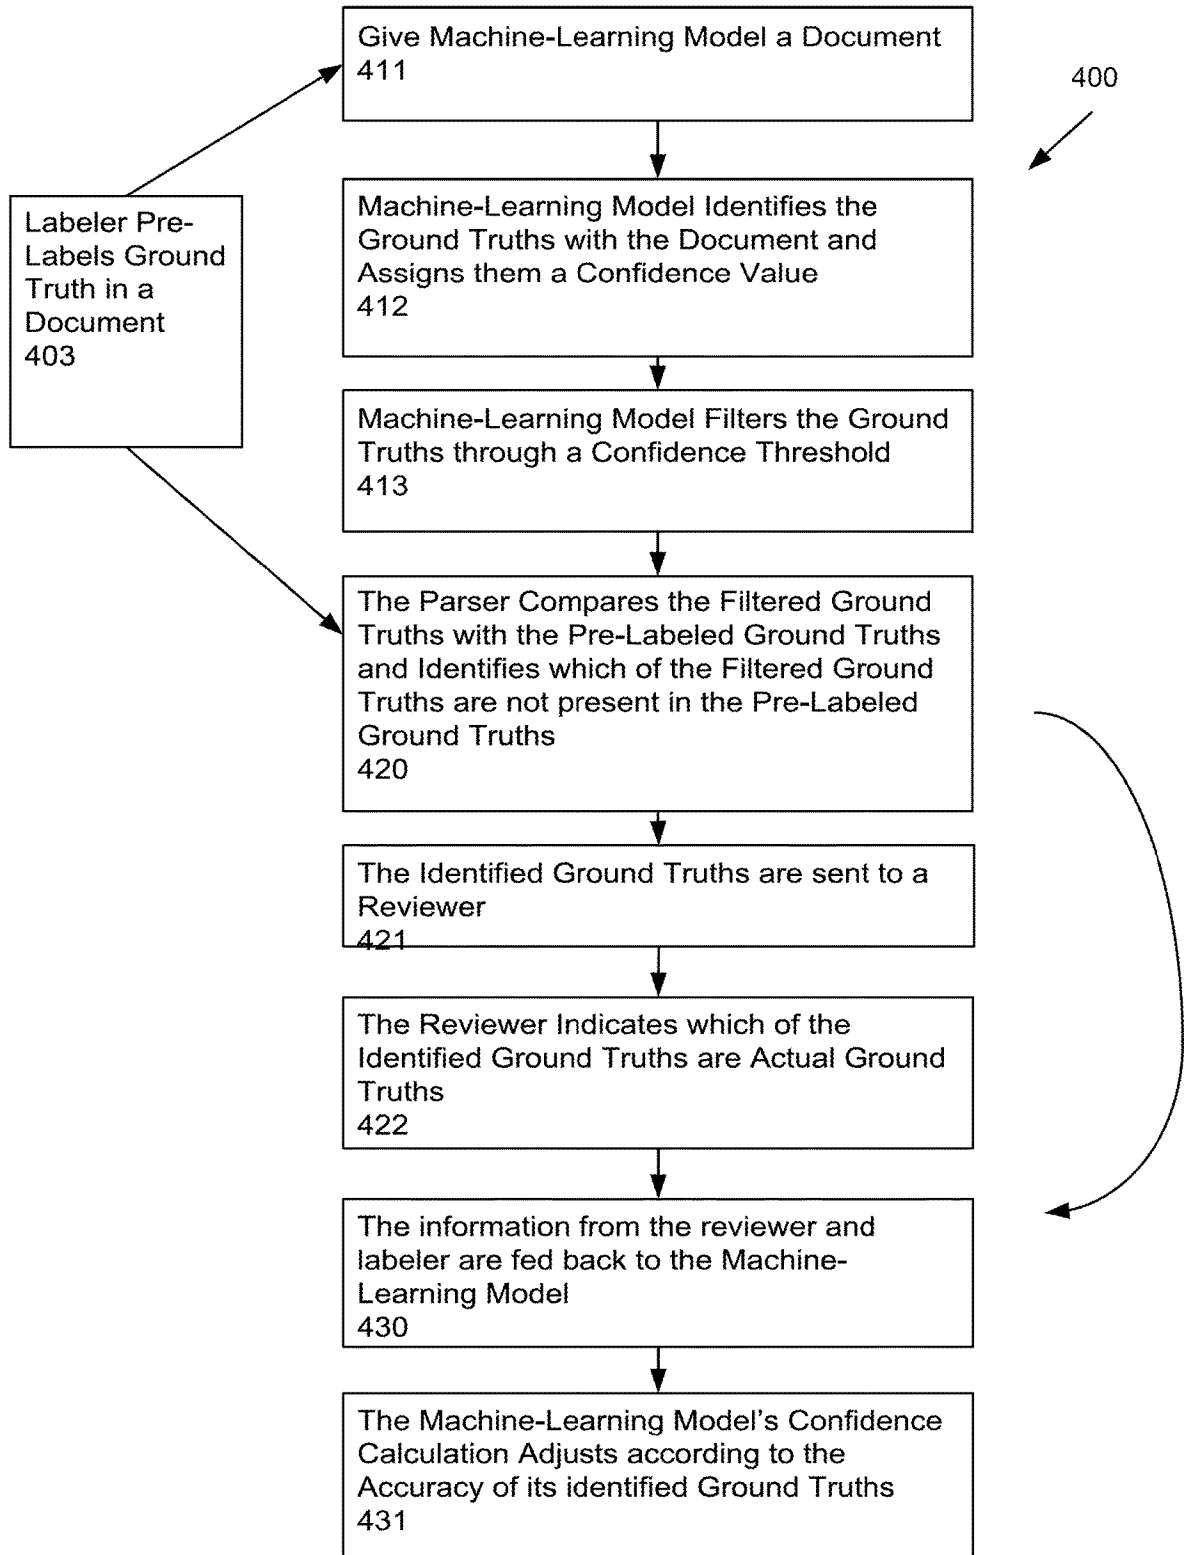 Give Machine-Learning Model a Document
411
400
Machine-Learning Model Identifies the
Ground Truths with the Document and
Assigns them a Confidence Value
412
Labeler Pre-
Labels Ground
Truth in a
Document
403
Machine-Learning Model Filters the Ground
Truths through a Confidence Threshold
413
The Parser Compares the Filtered Ground
Truths with the Pre-Labeled Ground Truths
and Identifies which of the Filtered Ground
Truths are not present in the Pre-Labeled
Ground Truths
420
The Identified Ground Truths are sent to a
Reviewer
421
The Reviewer Indicates which of the
Identified Ground Truths are Actual Ground
Truths
422
The information from the reviewer and
labeler are fed back to the Machine-
Learning Model
430
The Machine-Learning Model's Confidence
Calculation Adjusts according to the
Accuracy of its identified Ground Truths
431